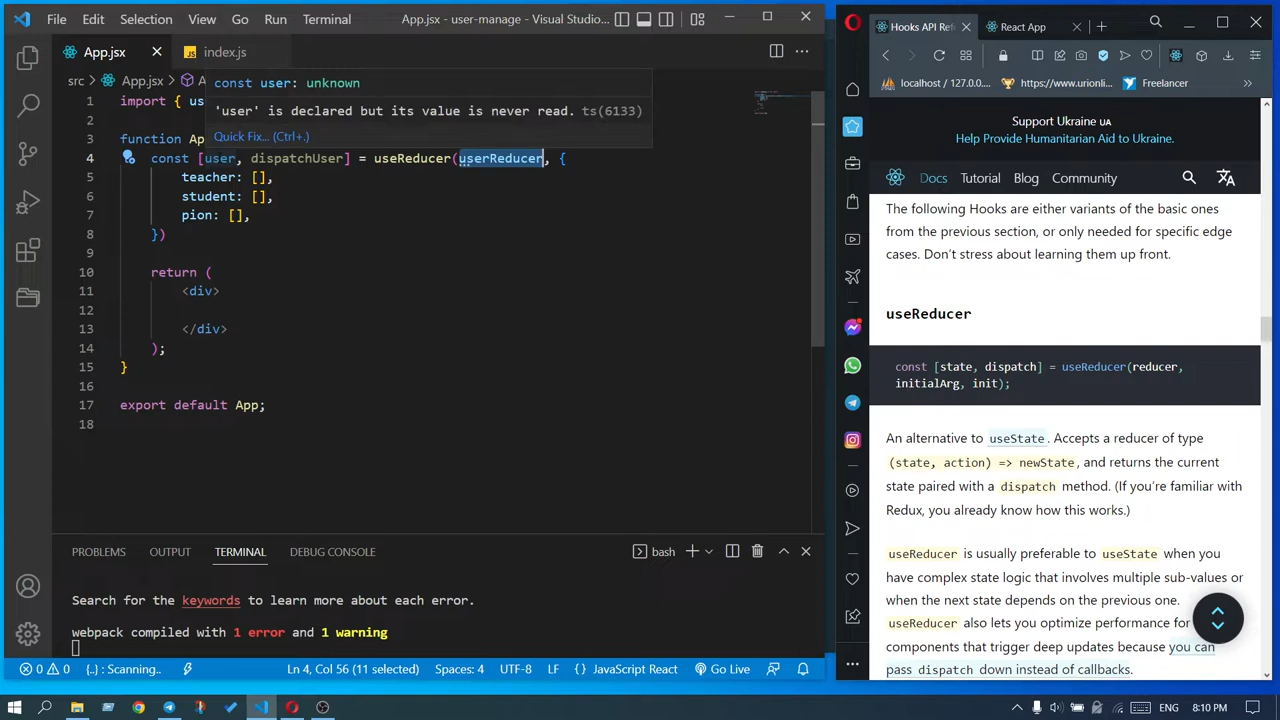 File Edit Selection View Go Run Terminal App.jsx - user-manage - Visual Studio...
App.jsx
JS index.js
src App.jsx A
const user: unknown
'user' is declared but its value is never read. ts(6133)
Quick Fix... (Ctrl+.)
1 import { us
2
3 function Ap
4 const [user, dispatchUser] = useReducer(userReducer, {
5 teacher: [],
6 student: [],
7 pion: [],
8 })
9
10 return (
11 <div>
12
13 </div>
14 );
15 }
16
17 export default App;
18
PROBLEMS OUTPUT TERMINAL DEBUG CONSOLE bash
Search for the keywords to learn more about each error.
webpack compiled with 1 error and 1 warning
0 0 {..} : Scanning.. Ln 4, Col 56 (11 selected) Spaces: 4 UTF-8 LF JavaScript React Go Live
Hooks API Ref React App
localhost / 127.0.0... https://www.urionli... Freelancer
Support Ukraine UA
Help Provide Humanitarian Aid to Ukraine.
Docs Tutorial Blog Community
The following Hooks are either variants of the basic ones
from the previous section, or only needed for specific edge
cases. Don't stress about learning them up front.
useReducer
const [state, dispatch] = useReducer(reducer,
initialArg, init);
An alternative to useState. Accepts a reducer of type
(state, action) => newState, and returns the current
state paired with a dispatch method. (If you're familiar with
Redux, you already know how this works.)
useReducer is usually preferable to useState when you
have complex state logic that involves multiple sub-values or
when the next state depends on the previous one.
useReducer also lets you optimize performance for
components that trigger deep updates because you can
pass dispatch down instead of callbacks.
ENG 8:10 PM